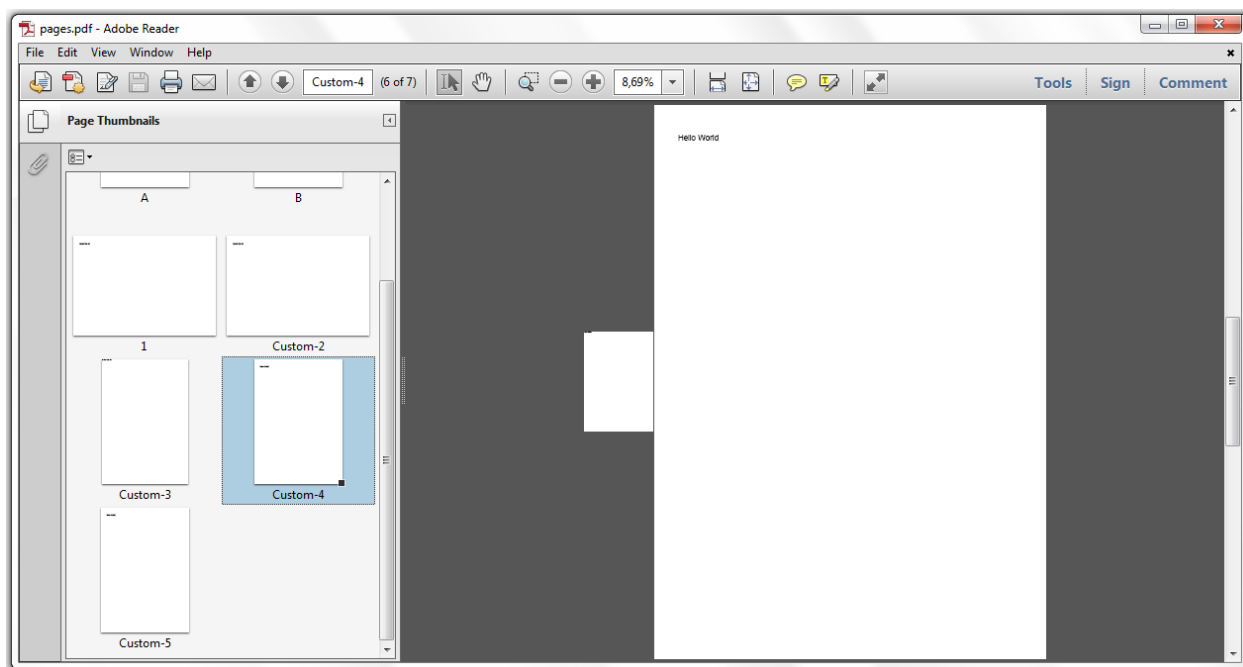 pages.pdf - Adobe Reader
File Edit View Window Help
Custom-4 (6 of 7) 8,69% Tools Sign Comment
Page Thumbnails
Hello World
A B
1 Custom-2
Custom-3 Custom-4
Custom-5